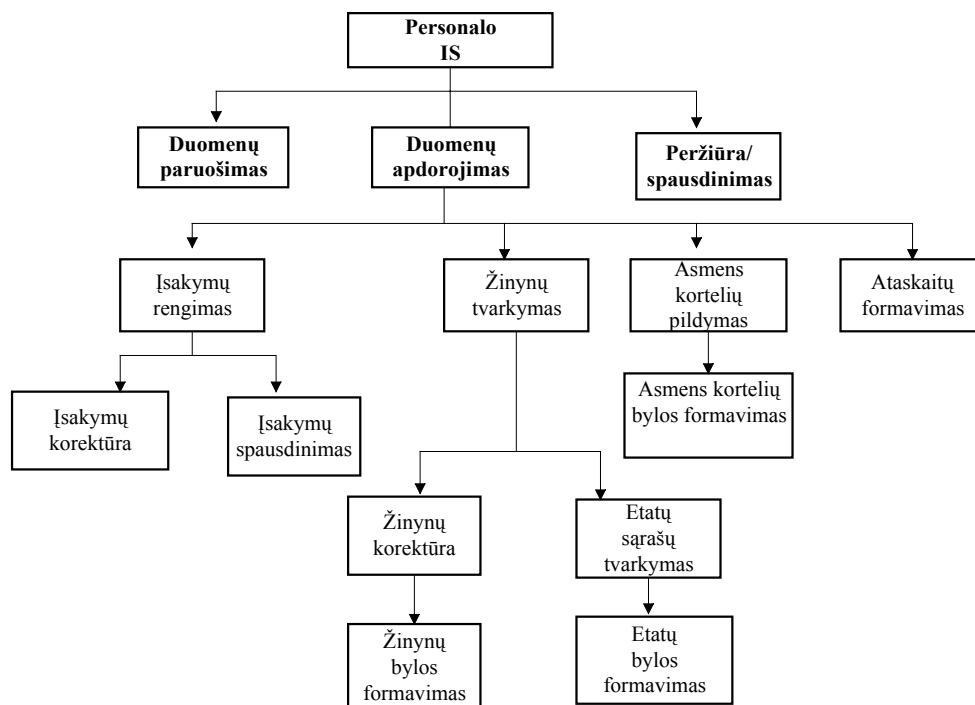 Personalo
IS
Duomenų
paruošimas
Duomenų
apdorojimas
Peržiūra/
spausdinimas
Įsakymų
rengimas
Žinynų
tvarkymas
Asmens
kortelių
pildymas
Ataskaitų
formavimas
Įsakymų
korektūra
Įsakymų
spausdinimas
Asmens kortelių
bylos formavimas
Žinynų
korektūra
Etatų
sąrašų
tvarkymas
Žinynų
bylos
formavimas
Etatų
bylos
formavimas